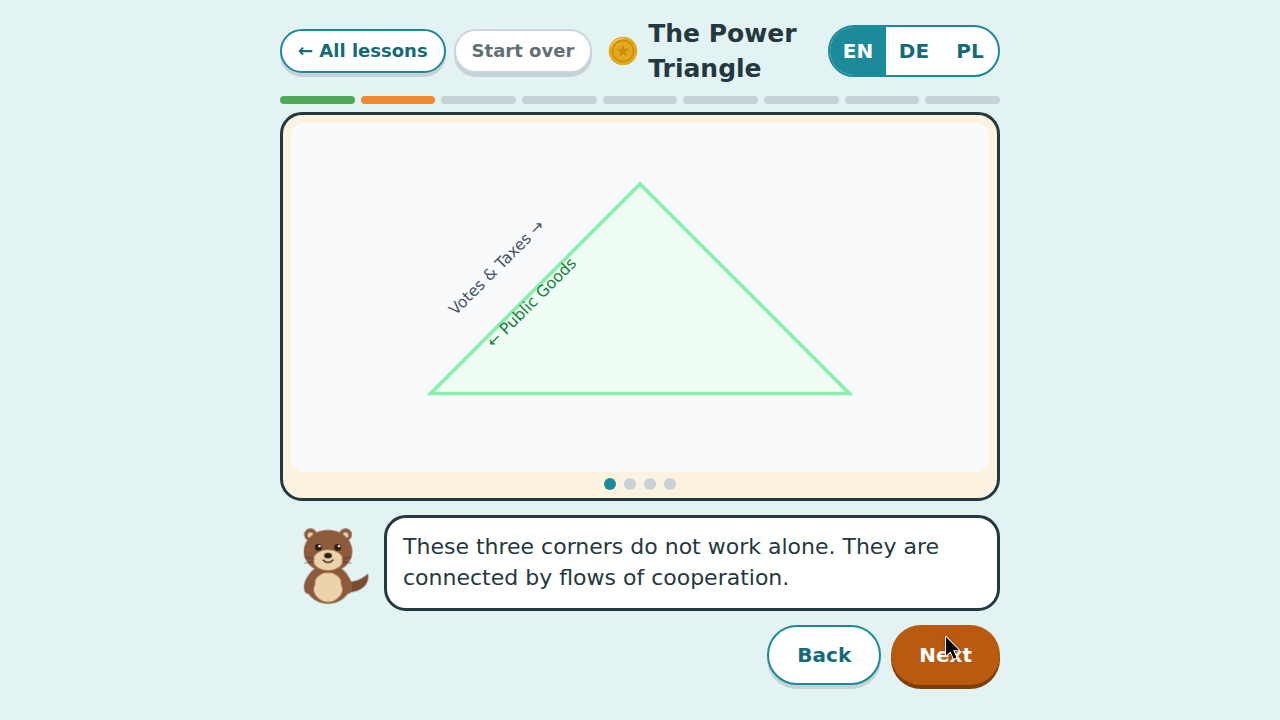 ← All lessons
Start over
The Power
Triangle
EN DE PL
Votes & Taxes →
← Public Goods
These three corners do not work alone. They are
connected by flows of cooperation.
Back
Next